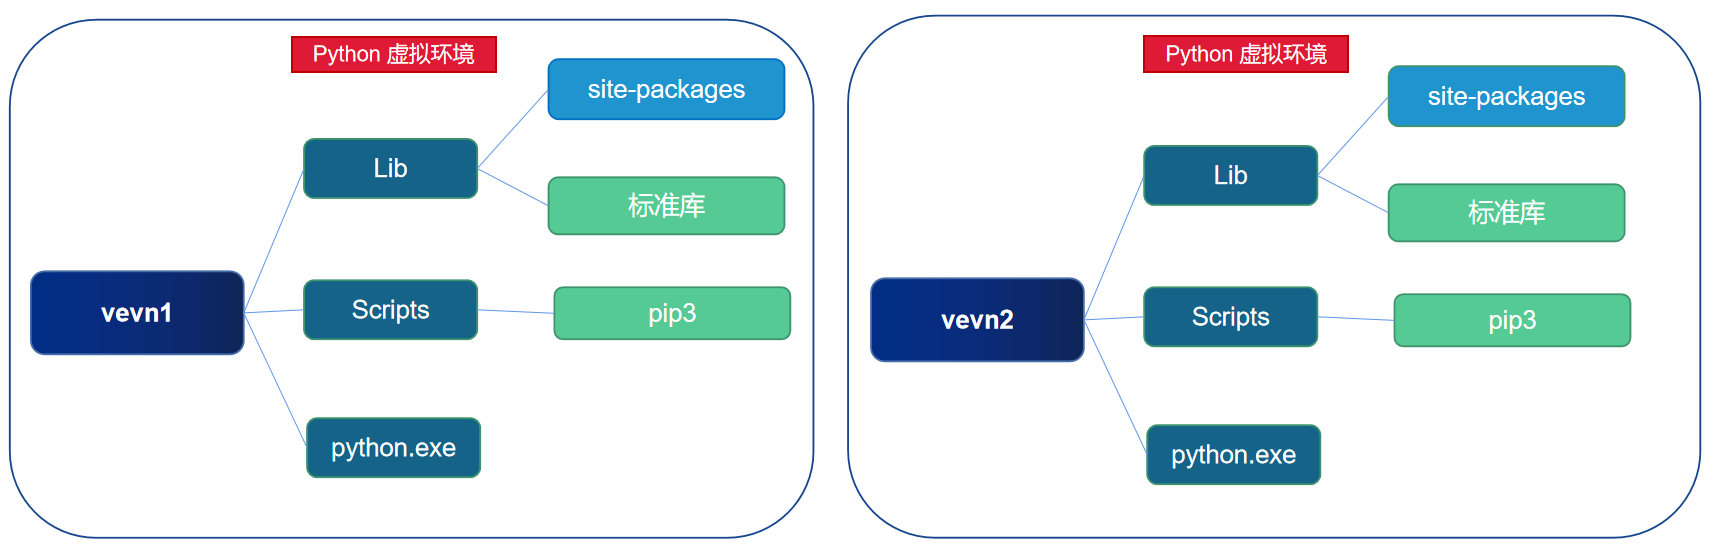 Python 虚拟环境
site-packages
Lib
标准库
vevn1
Scripts
pip3
python.exe
Python 虚拟环境
site-packages
Lib
标准库
vevn2
Scripts
pip3
python.exe